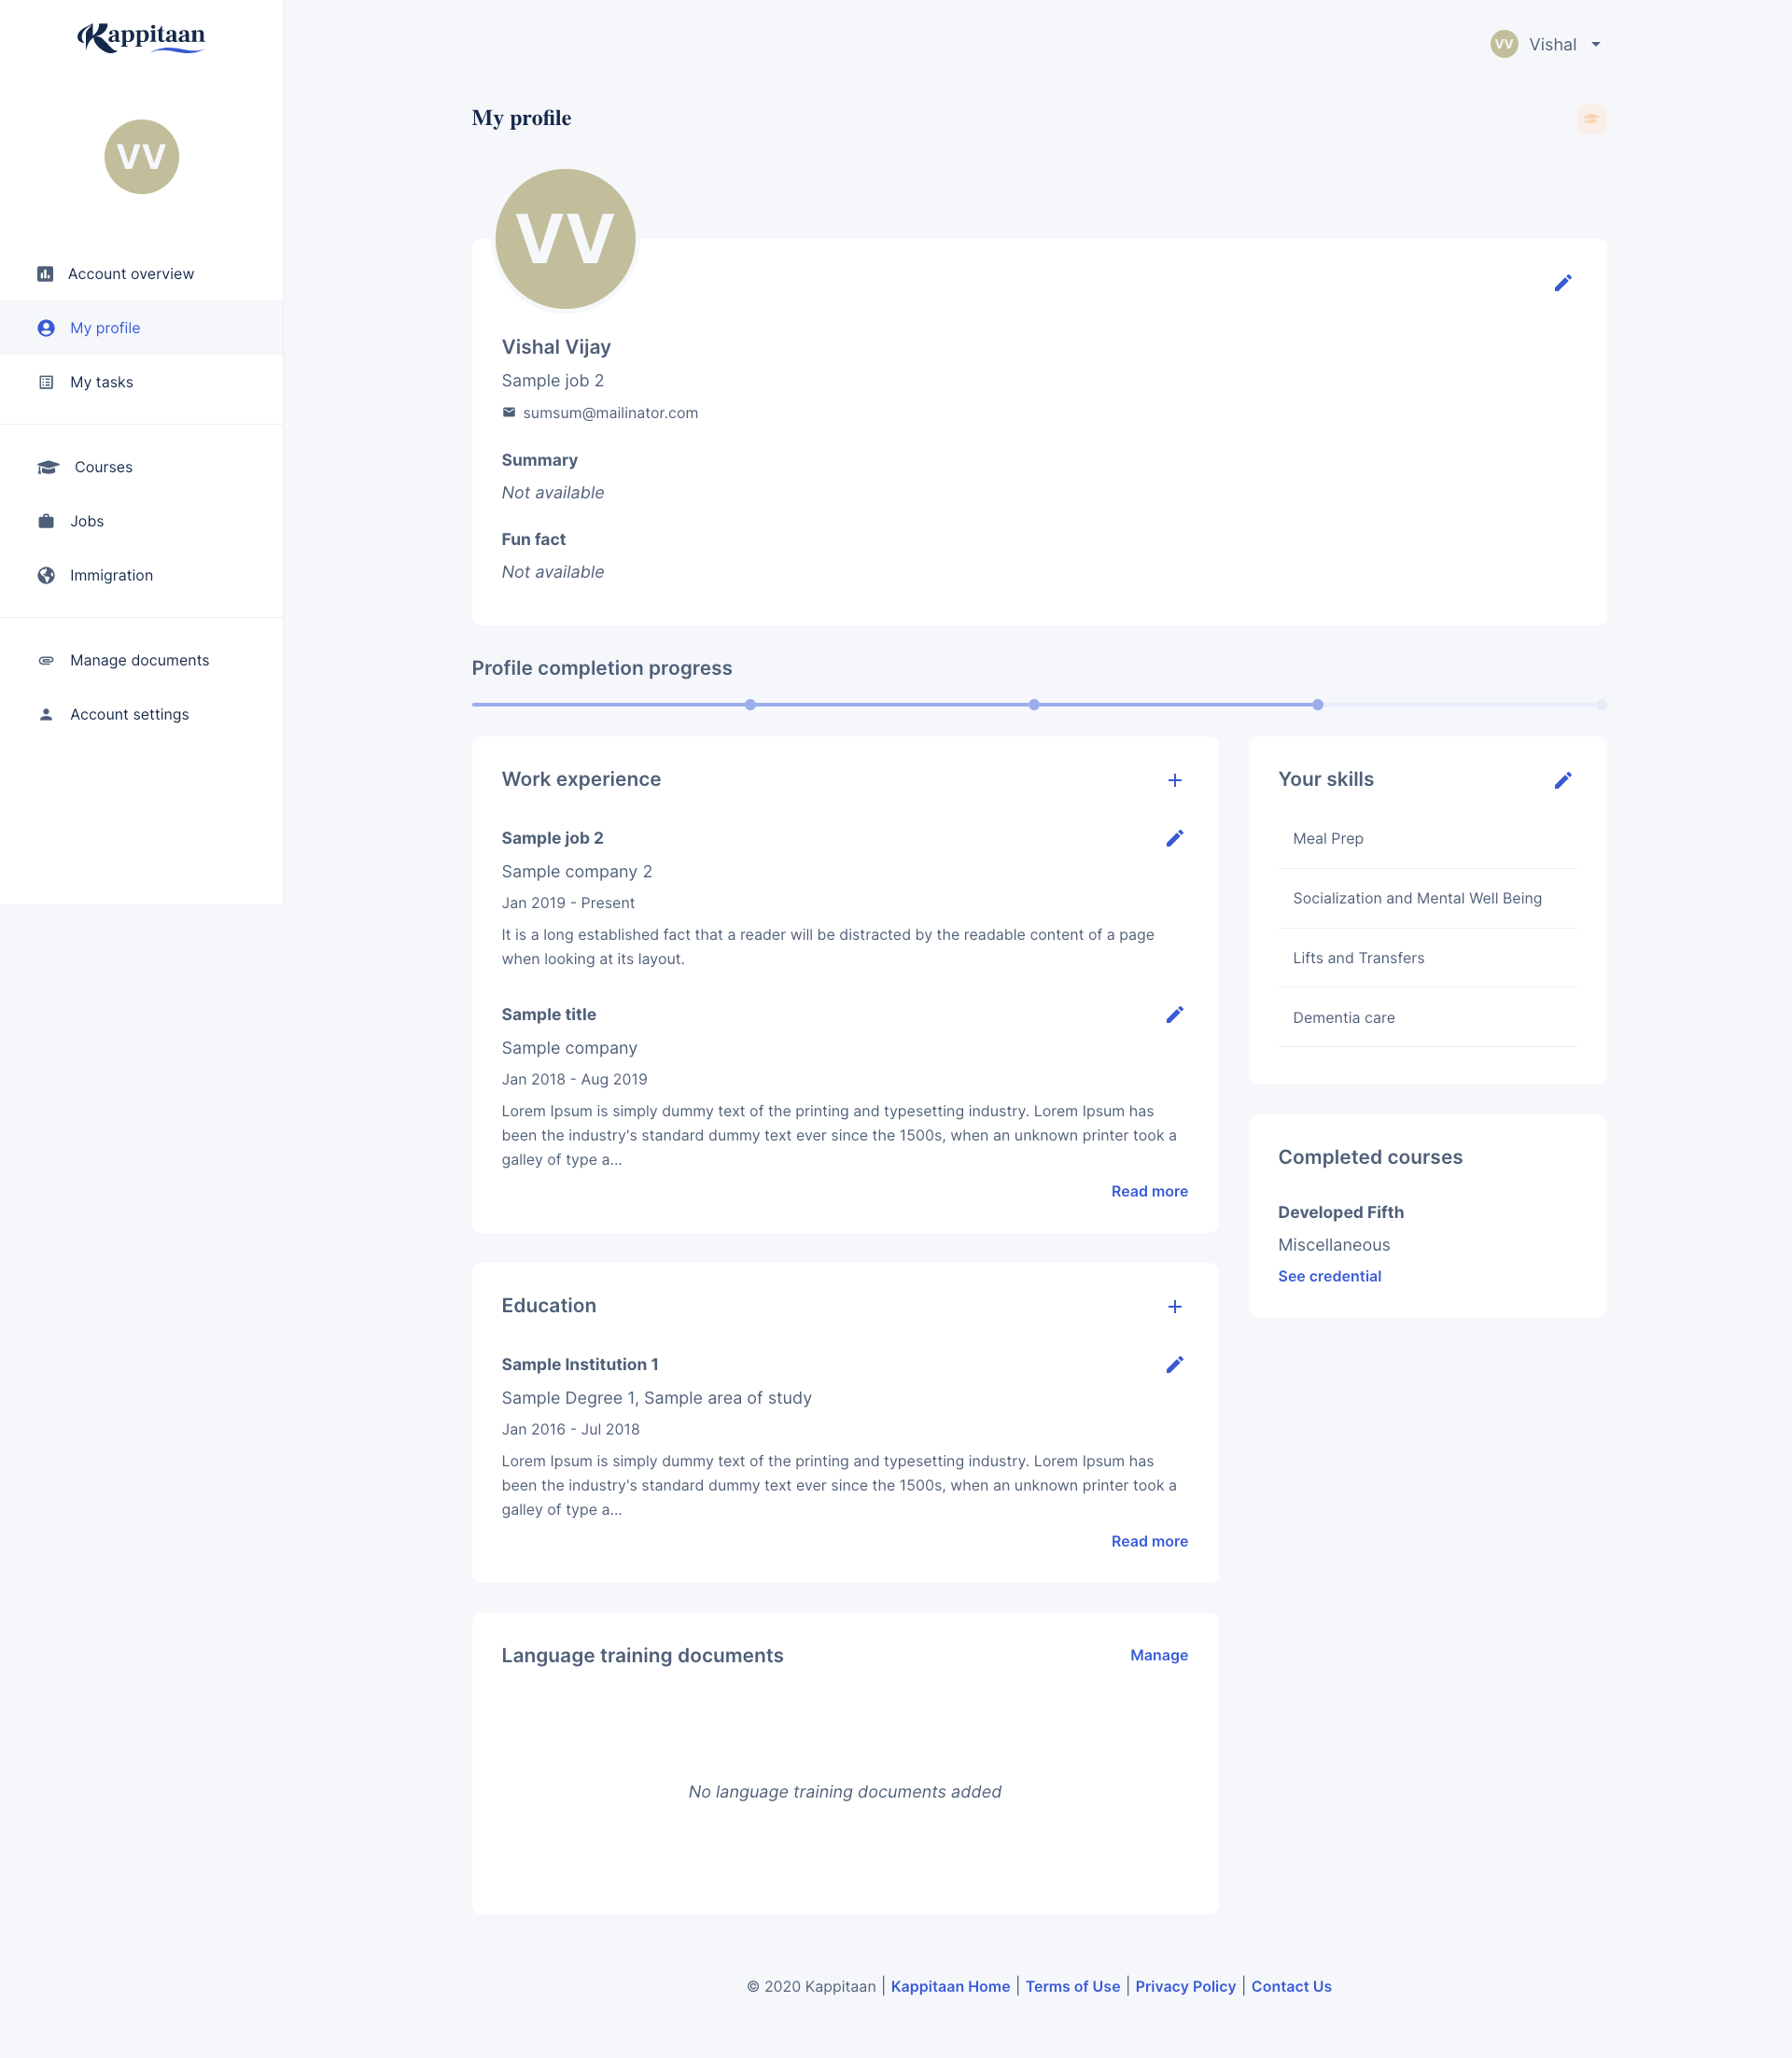 Kappitaan
VV
Account overview
My profile
My tasks
Courses
Jobs
Immigration
Manage documents
Account settings
VV Vishal
My profile
VV
Vishal Vijay
Sample job 2
sumsum@mailinator.com
Summary
Not available
Fun fact
Not available
Profile completion progress
Work experience
Sample job 2
Sample company 2
Jan 2019 - Present
It is a long established fact that a reader will be distracted by the readable content of a page
when looking at its layout.
Sample title
Sample company
Jan 2018 - Aug 2019
Lorem Ipsum is simply dummy text of the printing and typesetting industry. Lorem Ipsum has
been the industry's standard dummy text ever since the 1500s, when an unknown printer took a
galley of type a...
Read more
Education
Sample Institution 1
Sample Degree 1, Sample area of study
Jan 2016 - Jul 2018
Lorem Ipsum is simply dummy text of the printing and typesetting industry. Lorem Ipsum has
been the industry's standard dummy text ever since the 1500s, when an unknown printer took a
galley of type a...
Read more
Language training documents
Manage
No language training documents added
Your skills
Meal Prep
Socialization and Mental Well Being
Lifts and Transfers
Dementia care
Completed courses
Developed Fifth
Miscellaneous
See credential
© 2020 Kappitaan | Kappitaan Home | Terms of Use | Privacy Policy | Contact Us